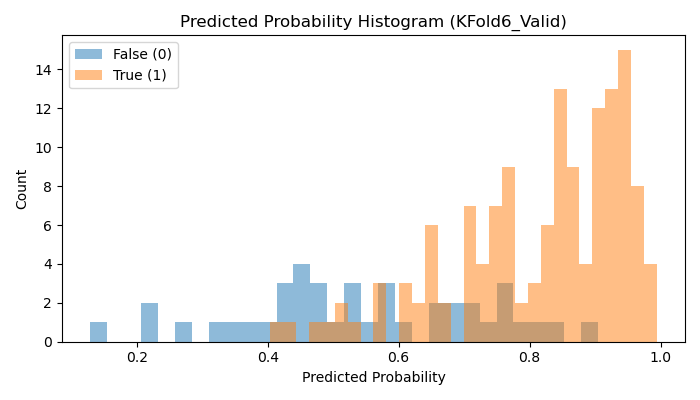 Predicted Probability Histogram (KFold6_Valid)
False (0)
True (1)
14
12
10
8
6
4
2
0
Count
0.2 0.4 0.6 0.8 1.0
Predicted Probability